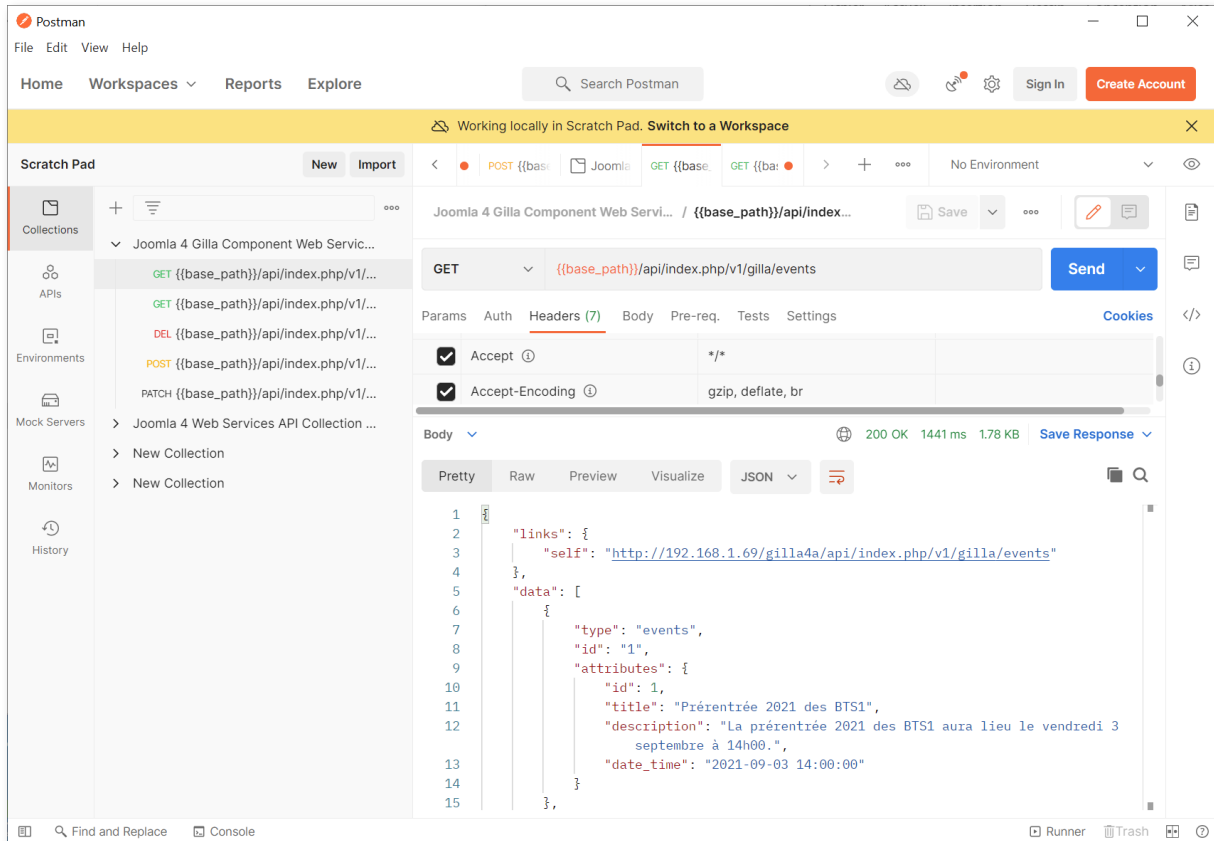 Postman
File Edit View Help
Home Workspaces Reports Explore Search Postman Sign In Create Account
Working locally in Scratch Pad. Switch to a Workspace
Scratch Pad New Import
POST {{base Joomla GET {{base_ GET {{bas No Environment
Joomla 4 Gilla Component Web Servi... / {{base_path}}/api/index... Save
Collections
APIs
Environments
Mock Servers
Monitors
History
Joomla 4 Gilla Component Web Servic...
GET {{base_path}}/api/index.php/v1/...
GET {{base_path}}/api/index.php/v1/...
DEL {{base_path}}/api/index.php/v1/...
POST {{base_path}}/api/index.php/v1/...
PATCH {{base_path}}/api/index.php/v1/...
Joomla 4 Web Services API Collection ...
New Collection
New Collection
GET {{base_path}}/api/index.php/v1/gilla/events Send
Params Auth Headers (7) Body Pre-req. Tests Settings Cookies
Accept */*
Accept-Encoding gzip, deflate, br
Body 200 OK 1441 ms 1.78 KB Save Response
Pretty Raw Preview Visualize JSON
1 {
2 "links": {
3 "self": "http://192.168.1.69/gilla4a/api/index.php/v1/gilla/events"
4 },
5 "data": [
6 {
7 "type": "events",
8 "id": "1",
9 "attributes": {
10 "id": 1,
11 "title": "Prérentrée 2021 des BTS1",
12 "description": "La prérentrée 2021 des BTS1 aura lieu le vendredi 3
septembre à 14h00.",
13 "date_time": "2021-09-03 14:00:00"
14 }
15 },
Find and Replace Console Runner Trash